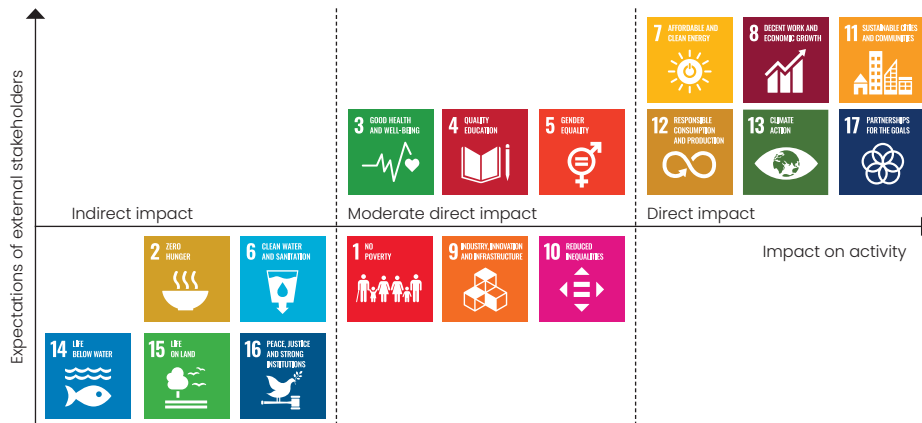 Expectations of external stakeholders
7 AFFORDABLE AND
CLEAN ENERGY
8 DECENT WORK AND
ECONOMIC GROWTH
11 SUSTAINABLE CITIES
AND COMMUNITIES
3 GOOD HEALTH
AND WELL-BEING
4 QUALITY
EDUCATION
5 GENDER
EQUALITY
12 RESPONSIBLE
CONSUMPTION
AND PRODUCTION
13 CLIMATE
ACTION
17 PARTNERSHIPS
FOR THE GOALS
Indirect impact
Moderate direct impact
Direct impact
Impact on activity
2 ZERO
HUNGER
6 CLEAN WATER
AND SANITATION
1 NO
POVERTY
9 INDUSTRY, INNOVATION
AND INFRASTRUCTURE
10 REDUCED
INEQUALITIES
14 LIFE
BELOW WATER
15 LIFE
ON LAND
16 PEACE, JUSTICE
AND STRONG
INSTITUTIONS